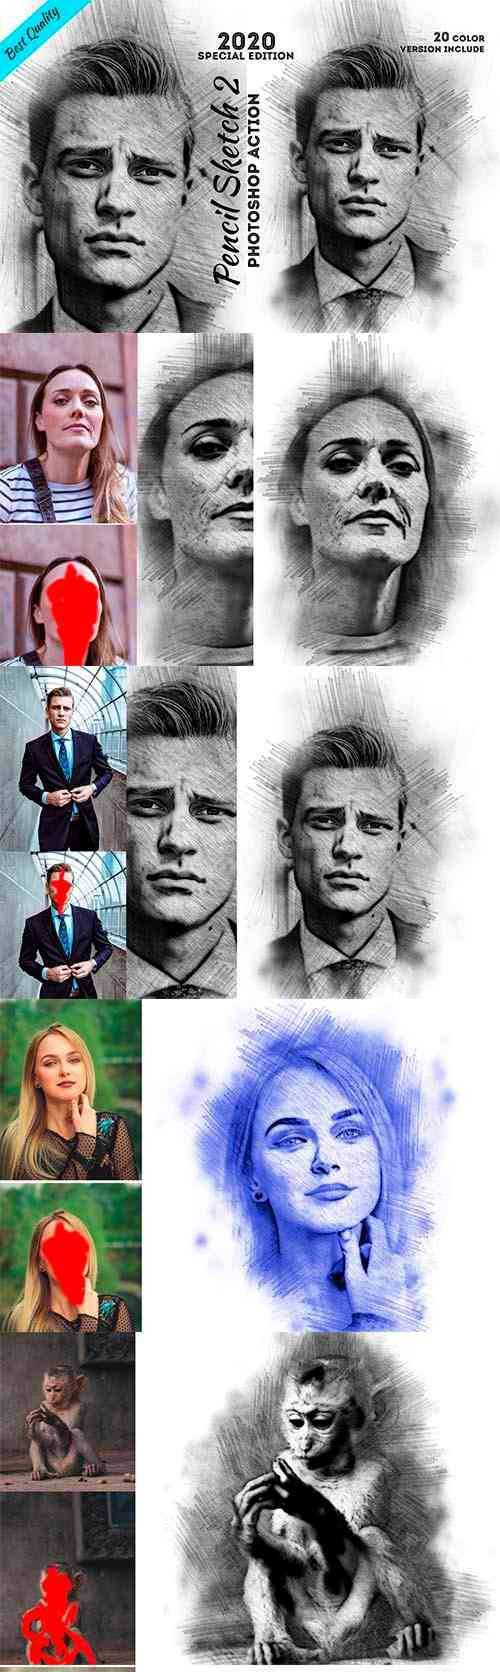 Best Quality
2020
SPECIAL EDITION
20 COLOR
VERSION INCLUDE
Pencil Sketch 2
PHOTOSHOP ACTION